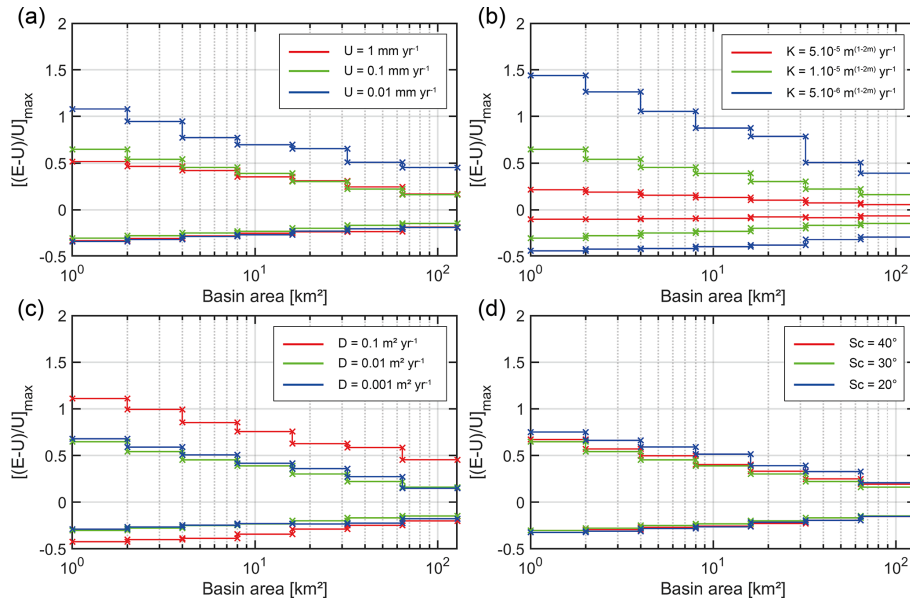 (a)
2
1.5
1
0.5
0
-0.5
[(E-U)/U]max
U = 1 mm yr⁻¹
U = 0.1 mm yr⁻¹
U = 0.01 mm yr⁻¹
10⁰
10¹
10²
Basin area [km²]
(b)
2
1.5
1
0.5
0
-0.5
[(E-U)/U]max
K = 5.10⁻⁵ m⁽¹⁻²ᵐ⁾ yr⁻¹
K = 1.10⁻⁵ m⁽¹⁻²ᵐ⁾ yr⁻¹
K = 5.10⁻⁶ m⁽¹⁻²ᵐ⁾ yr⁻¹
10⁰
10¹
10²
Basin area [km²]
(c)
2
1.5
1
0.5
0
-0.5
[(E-U)/U]max
D = 0.1 m² yr⁻¹
D = 0.01 m² yr⁻¹
D = 0.001 m² yr⁻¹
10⁰
10¹
10²
Basin area [km²]
(d)
2
1.5
1
0.5
0
-0.5
[(E-U)/U]max
Sc = 40°
Sc = 30°
Sc = 20°
10⁰
10¹
10²
Basin area [km²]